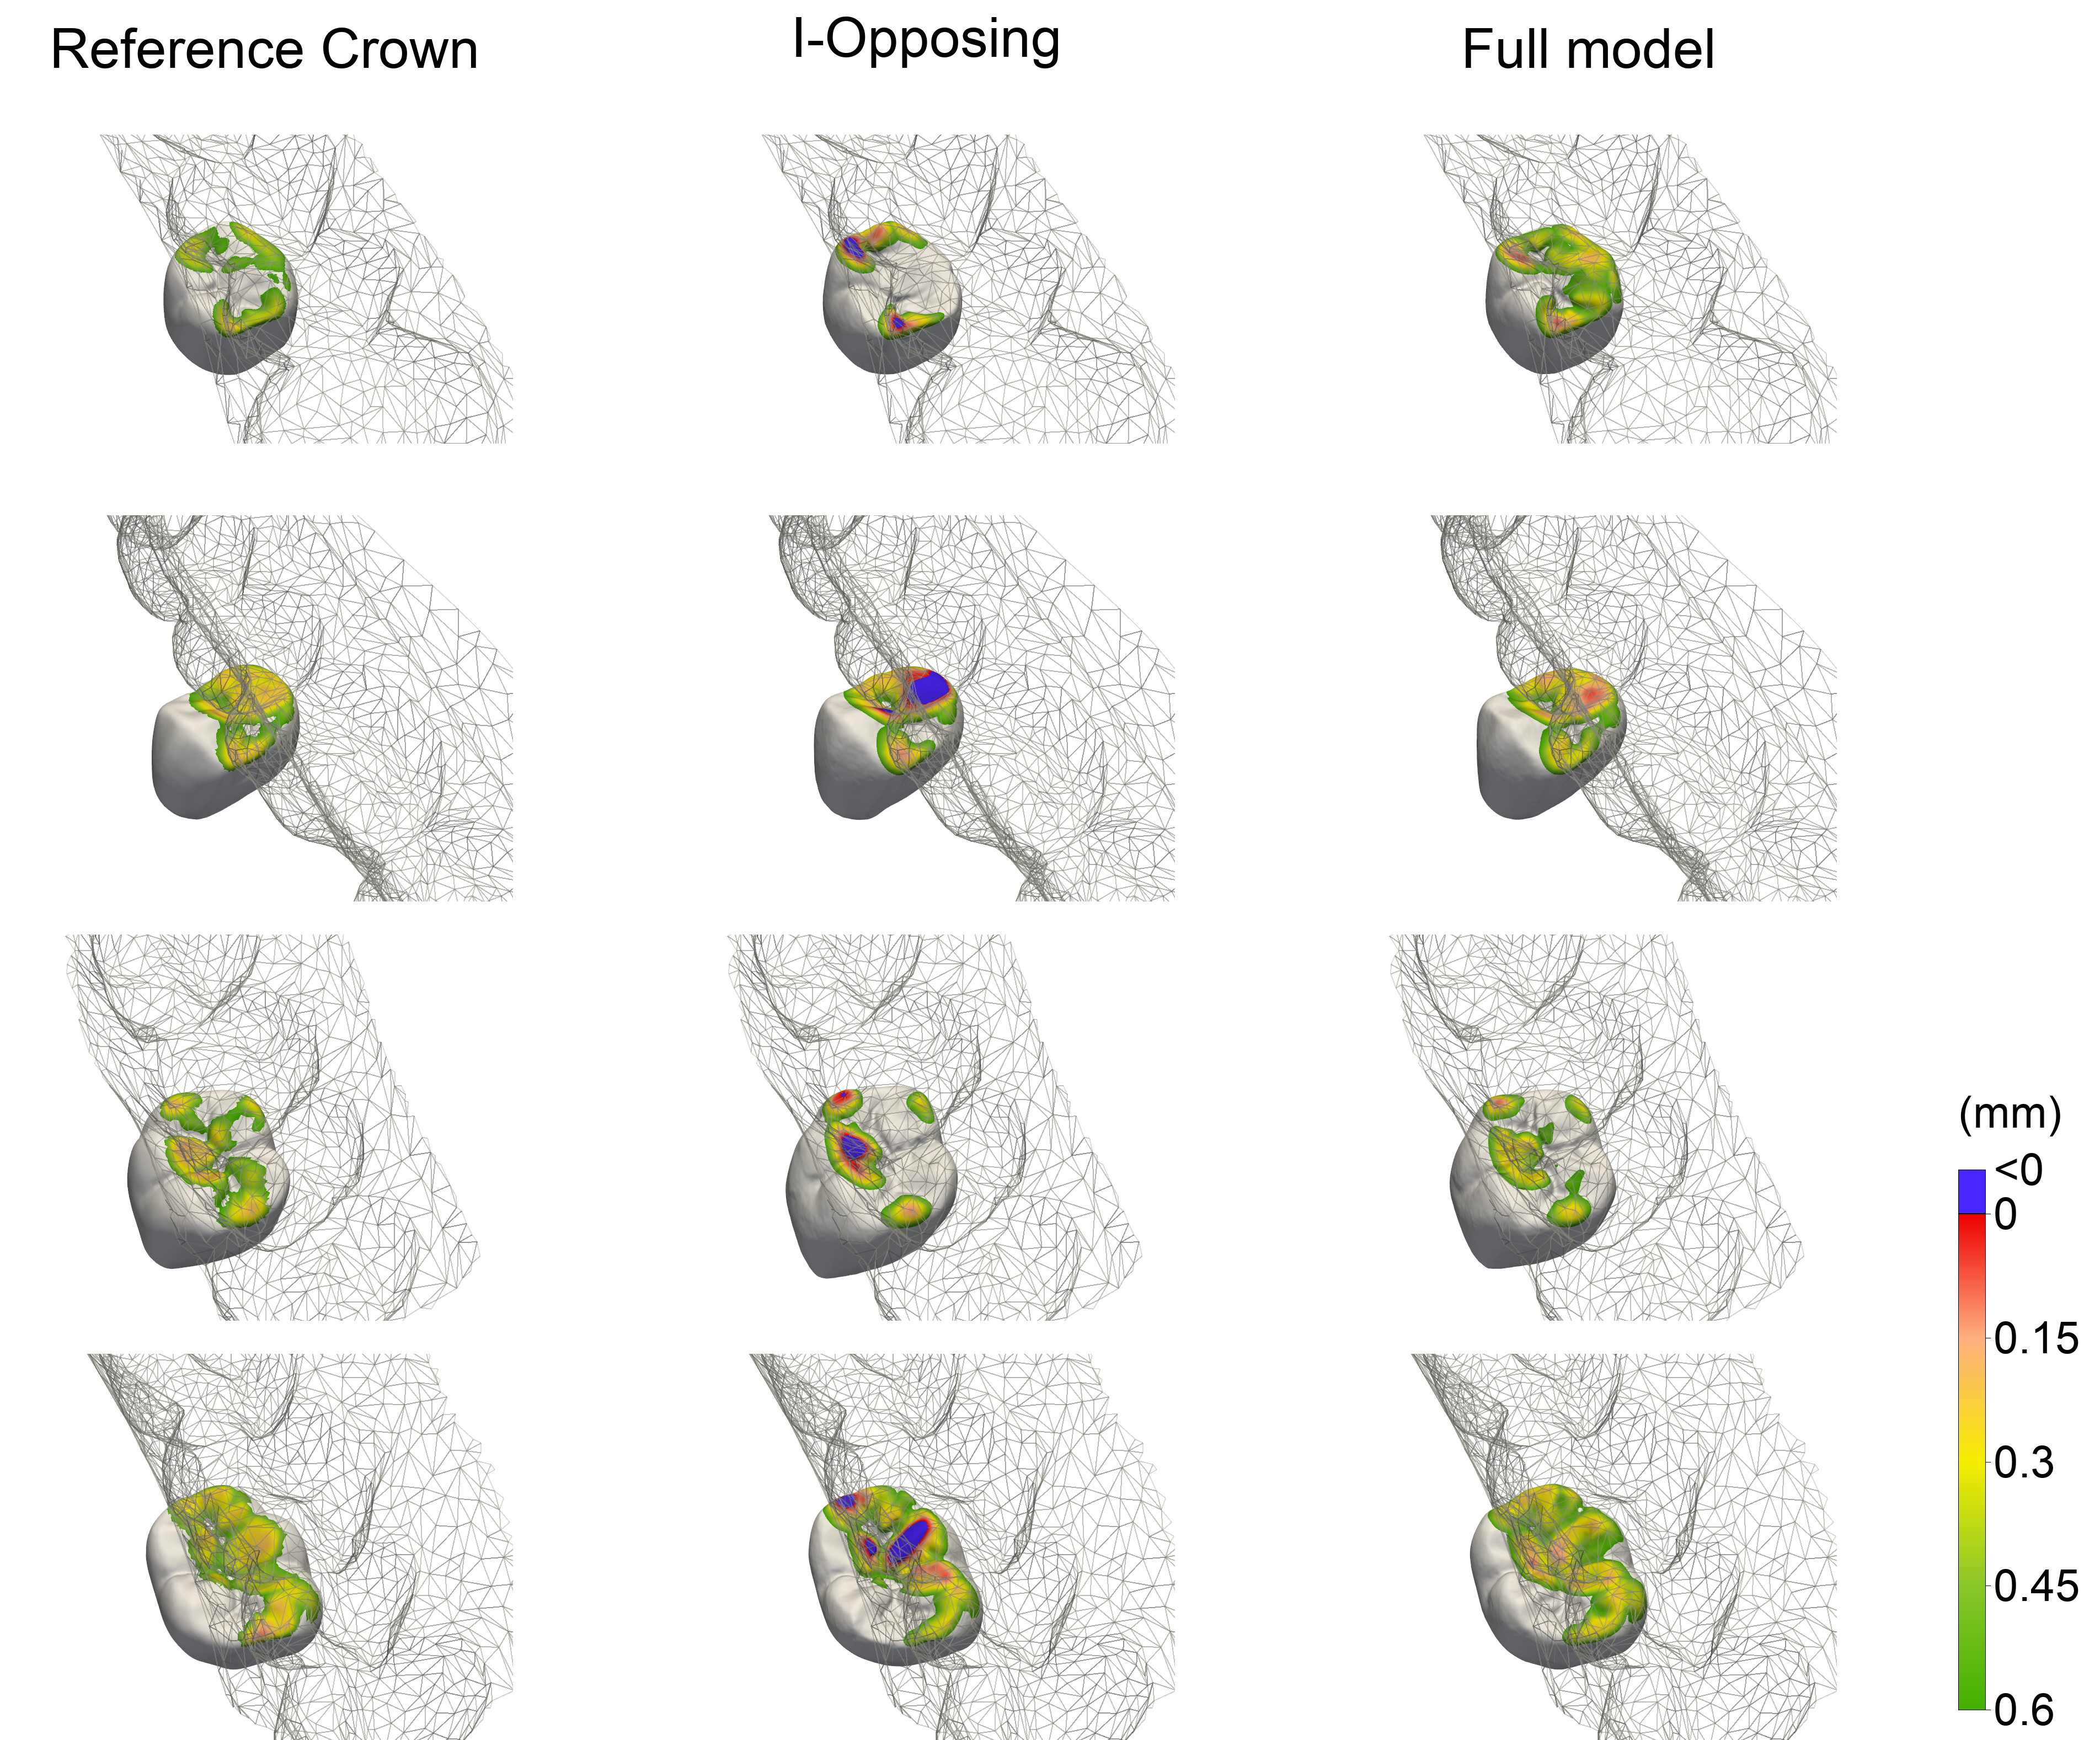 Reference Crown
I-Opposing
Full model
(mm)
<0
0
0.15
0.3
0.45
0.6